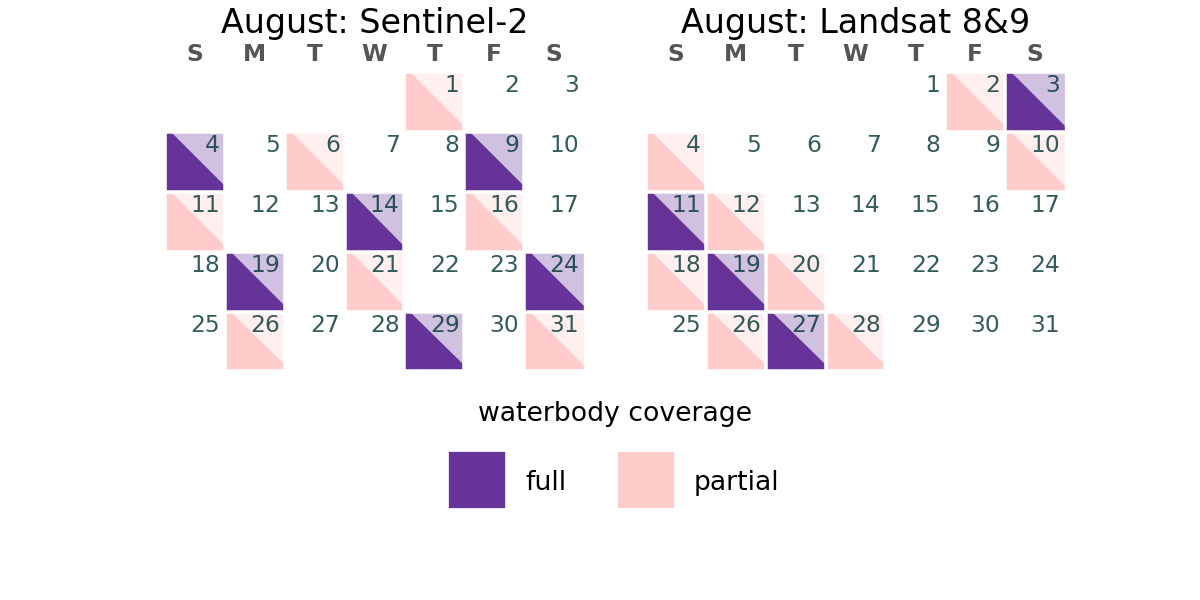 August: Sentinel-2
S M T W T F S
1 2 3
4 5 6 7 8 9 10
11 12 13 14 15 16 17
18 19 20 21 22 23 24
25 26 27 28 29 30 31
August: Landsat 8&9
S M T W T F S
1 2 3
4 5 6 7 8 9 10
11 12 13 14 15 16 17
18 19 20 21 22 23 24
25 26 27 28 29 30 31
waterbody coverage
full partial